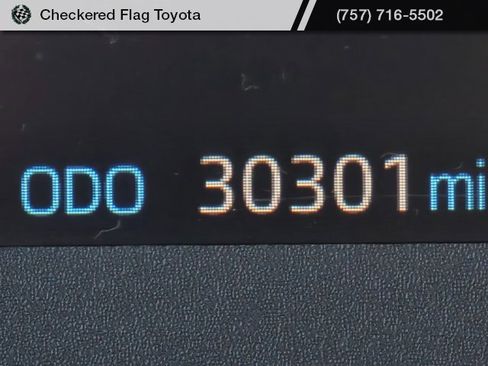 Checkered Flag Toyota
(757) 716-5502
ODO 30301 mi